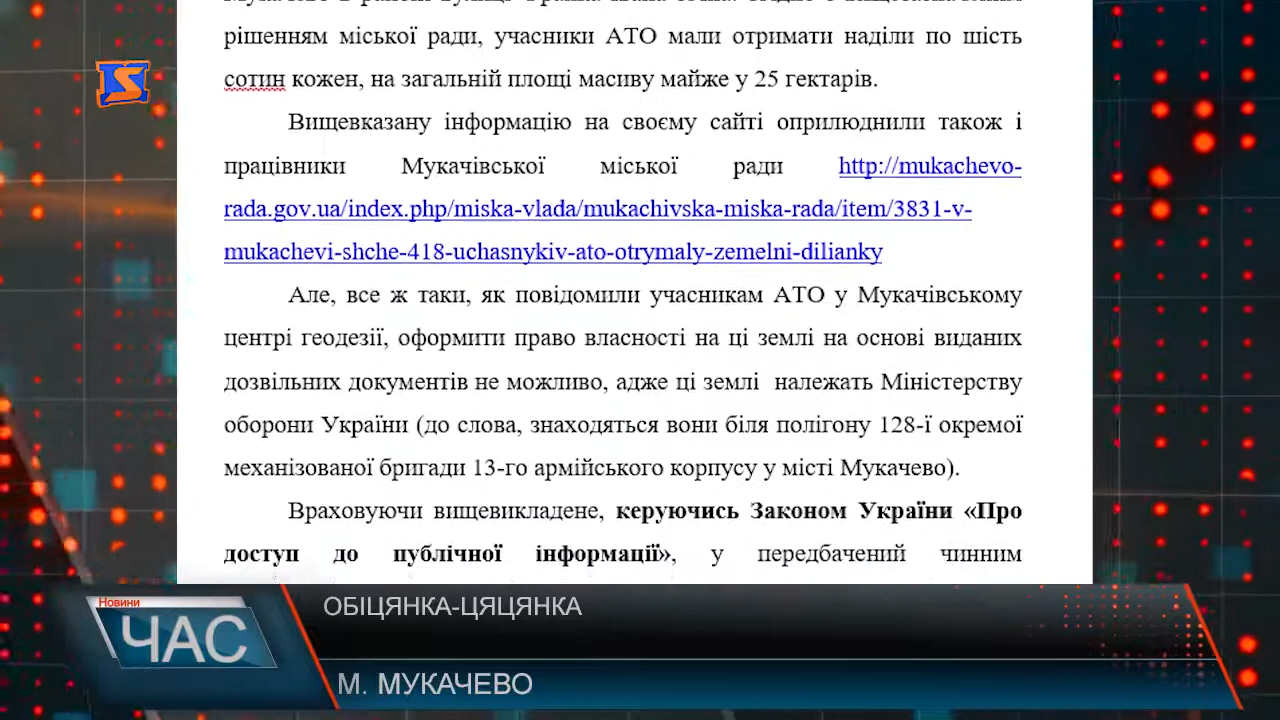 рішенням міської ради, учасники АТО мали отримати наділи по шість
сотин кожен, на загальній площі масиву майже у 25 гектарів.
Вищевказану інформацію на своєму сайті оприлюднили також і
працівники Мукачівської міської ради http://mukachevo-
rada.gov.ua/index.php/miska-vlada/mukachivska-miska-rada/item/3831-v-
mukachevi-shche-418-uchasnykiv-ato-otrymaly-zemelni-dilianky
Але, все ж таки, як повідомили учасникам АТО у Мукачівському
центрі геодезії, оформити право власності на ці землі на основі виданих
дозвільних документів не можливо, адже ці землі належать Міністерству
оборони України (до слова, знаходяться вони біля полігону 128-ї окремої
механізованої бригади 13-го армійського корпусу у місті Мукачево).
Враховуючи вищевикладене, керуючись Законом України «Про
доступ до публічної інформації», у передбачений чинним
Новини
ЧАС
ОБІЦЯНКА-ЦЯЦЯНКА
М. МУКАЧЕВО